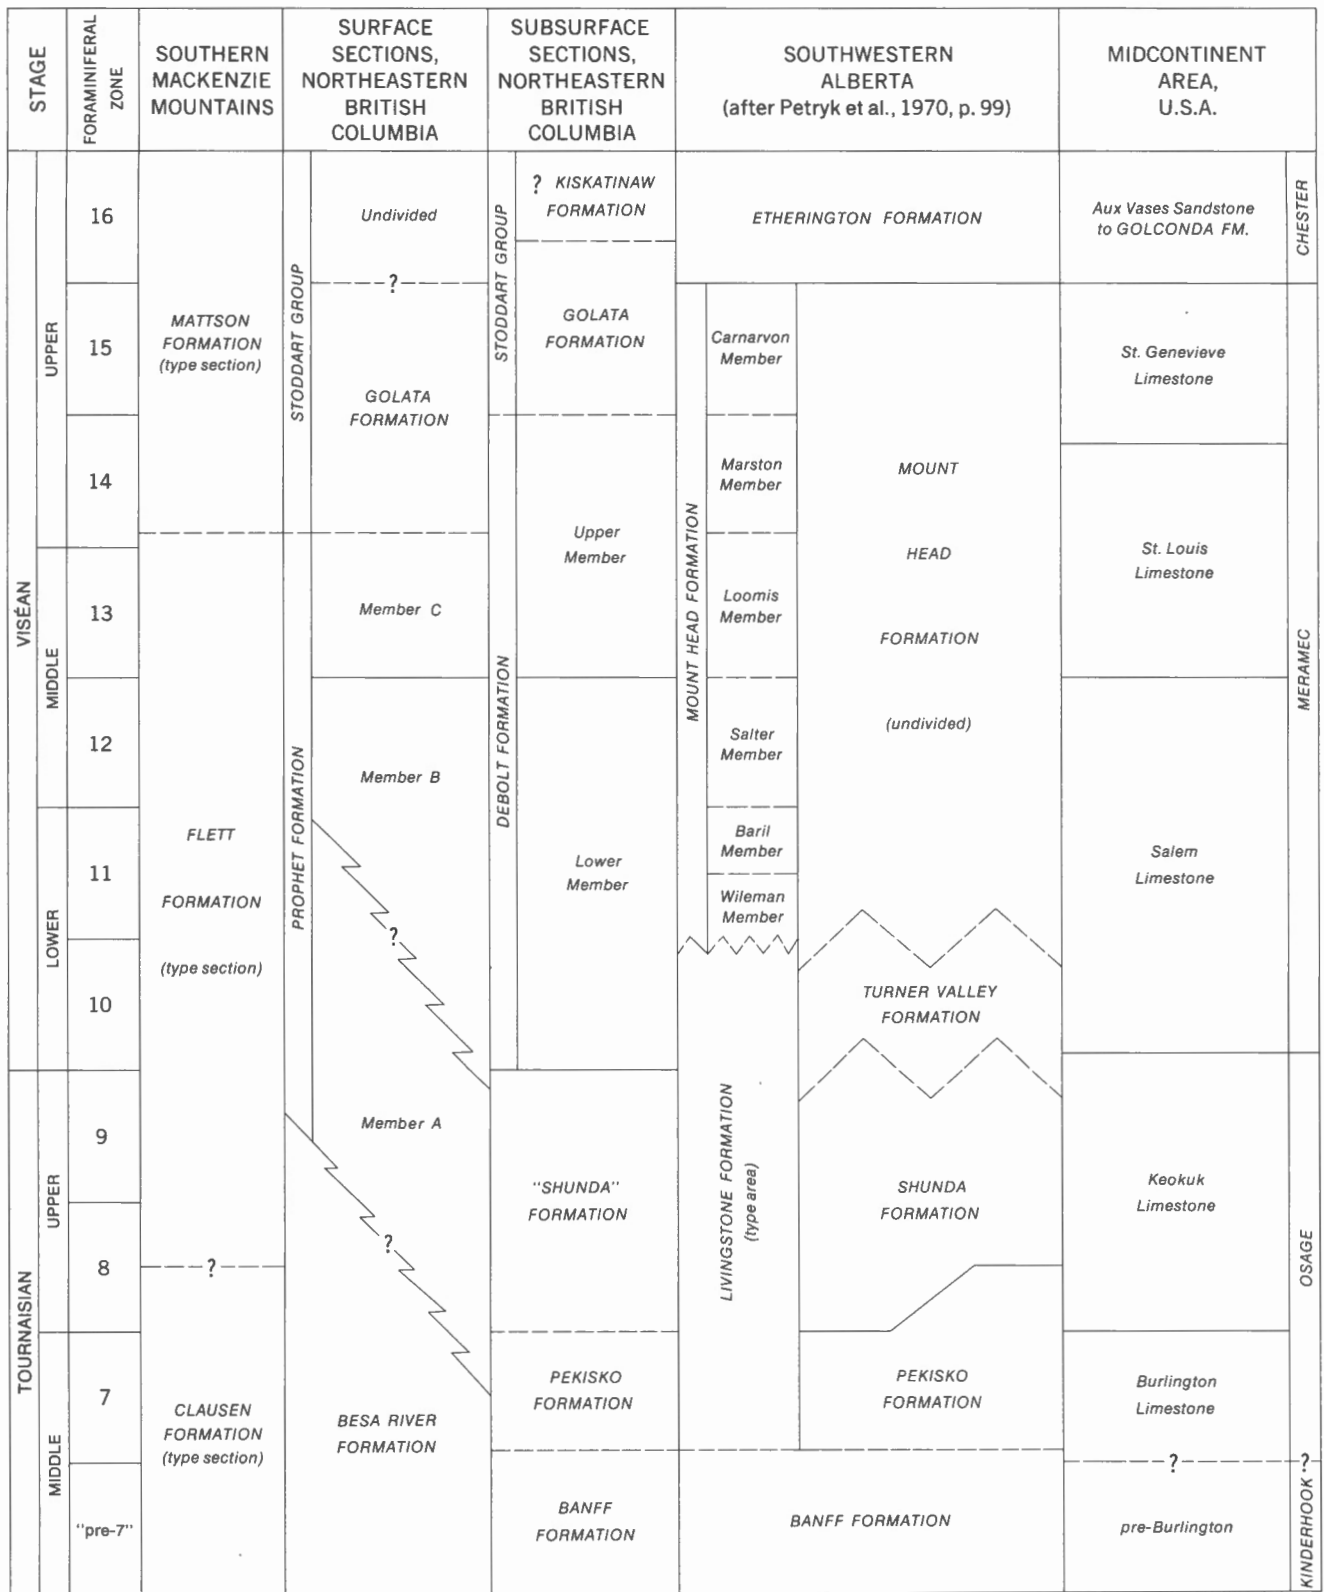 STAGE
FORAMINIFERAL
ZONE
SOUTHERN
MACKENZIE
MOUNTAINS
SURFACE
SECTIONS,
NORTHEASTERN
BRITISH
COLUMBIA
SUBSURFACE
SECTIONS,
NORTHEASTERN
BRITISH
COLUMBIA
SOUTHWESTERN
ALBERTA
(after Petryk et al., 1970, p. 99)
MIDCONTINENT
AREA,
U.S.A.
VISÉAN
TOURNAISIAN
UPPER
MIDDLE
LOWER
UPPER
MIDDLE
16
15
14
13
12
11
10
9
8
7
"pre-7"
MATTSON
FORMATION
(type section)
FLETT
FORMATION
(type section)
?
CLAUSEN
FORMATION
(type section)
STODDART GROUP
PROPHET FORMATION
Undivided
?
GOLATA
FORMATION
Member C
Member B
?
Member A
?
BESA RIVER
FORMATION
STODDART GROUP
DEBOLT FORMATION
? KISKATINAW
FORMATION
GOLATA
FORMATION
Upper
Member
Lower
Member
"SHUNDA"
FORMATION
PEKISKO
FORMATION
BANFF
FORMATION
ETHERINGTON FORMATION
MOUNT HEAD FORMATION
Carnarvon
Member
Marston
Member
Loomis
Member
Salter
Member
Baril
Member
Wileman
Member
LIVINGSTONE FORMATION
(type area)
MOUNT
HEAD
FORMATION
(undivided)
TURNER VALLEY
FORMATION
SHUNDA
FORMATION
PEKISKO
FORMATION
BANFF FORMATION
Aux Vases Sandstone
to GOLCONDA FM.
St. Genevieve
Limestone
St. Louis
Limestone
Salem
Limestone
Keokuk
Limestone
Burlington
Limestone
?
pre-Burlington
CHESTER
MERAMEC
OSAGE
?
KINDERHOOK